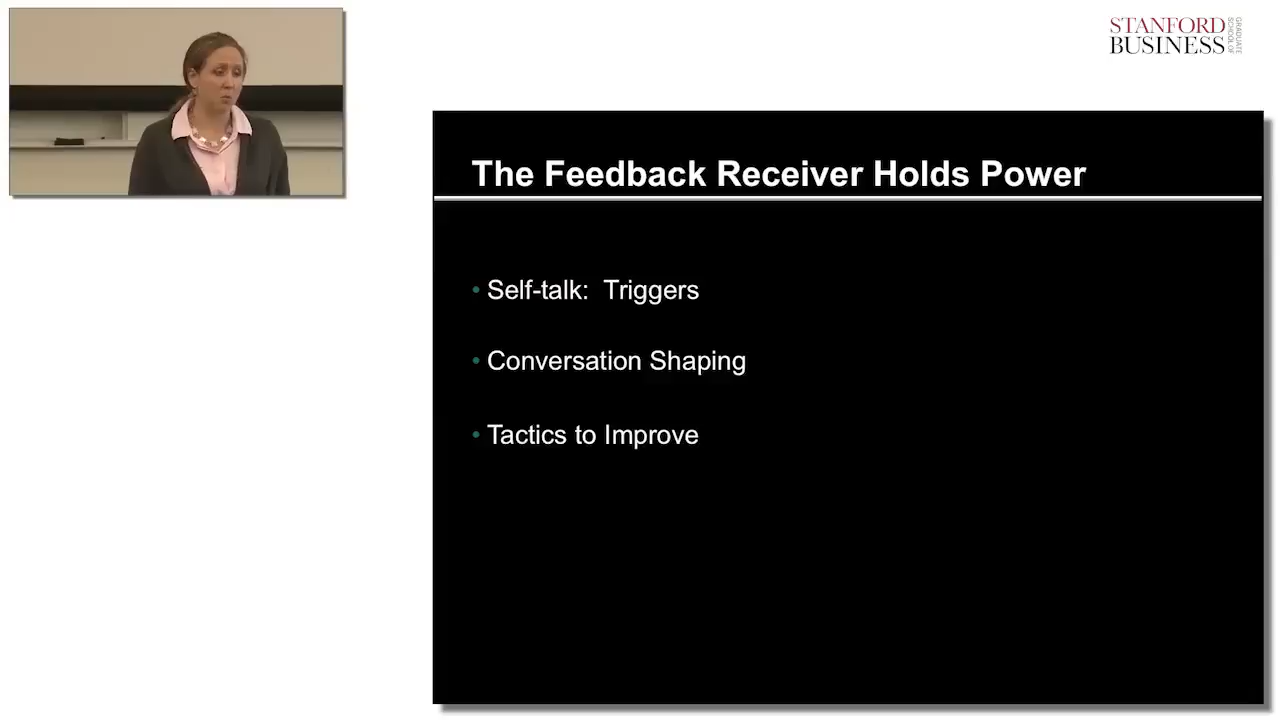 STANFORD
BUSINESS
GRADUATE
SCHOOL OF
The Feedback Receiver Holds Power
• Self-talk: Triggers
• Conversation Shaping
• Tactics to Improve